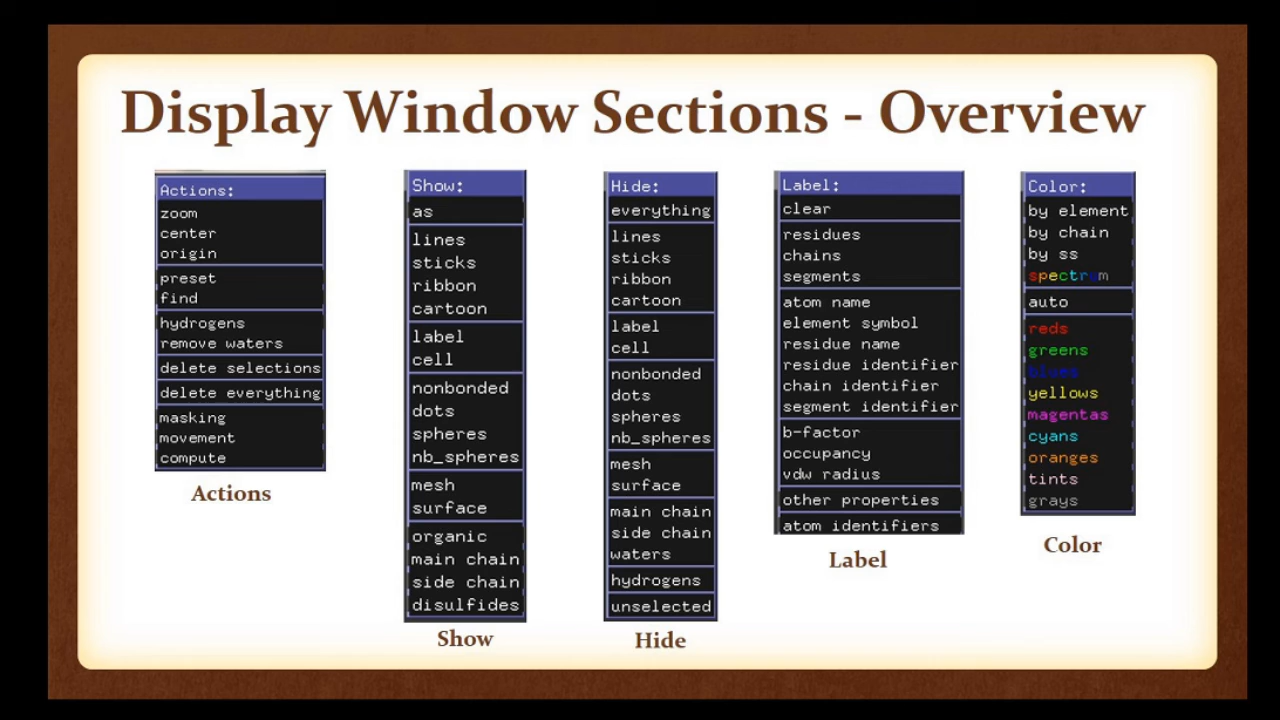 Display Window Sections - Overview
Actions:
zoom
center
origin
preset
find
hydrogens
remove waters
delete selections
delete everything
masking
movement
compute
Actions
Show:
as
lines
sticks
ribbon
cartoon
label
cell
nonbonded
dots
spheres
nb_spheres
mesh
surface
organic
main chain
side chain
disulfides
Show
Hide:
everything
lines
sticks
ribbon
cartoon
label
cell
nonbonded
dots
spheres
nb_spheres
mesh
surface
main chain
side chain
waters
hydrogens
unselected
Hide
Label:
clear
residues
chains
segments
atom name
element symbol
residue name
residue identifier
chain identifier
segment identifier
b-factor
occupancy
vdw radius
other properties
atom identifiers
Label
Color:
by element
by chain
by ss
spectrum
auto
reds
greens
blues
yellows
magentas
cyans
oranges
tints
grays
Color